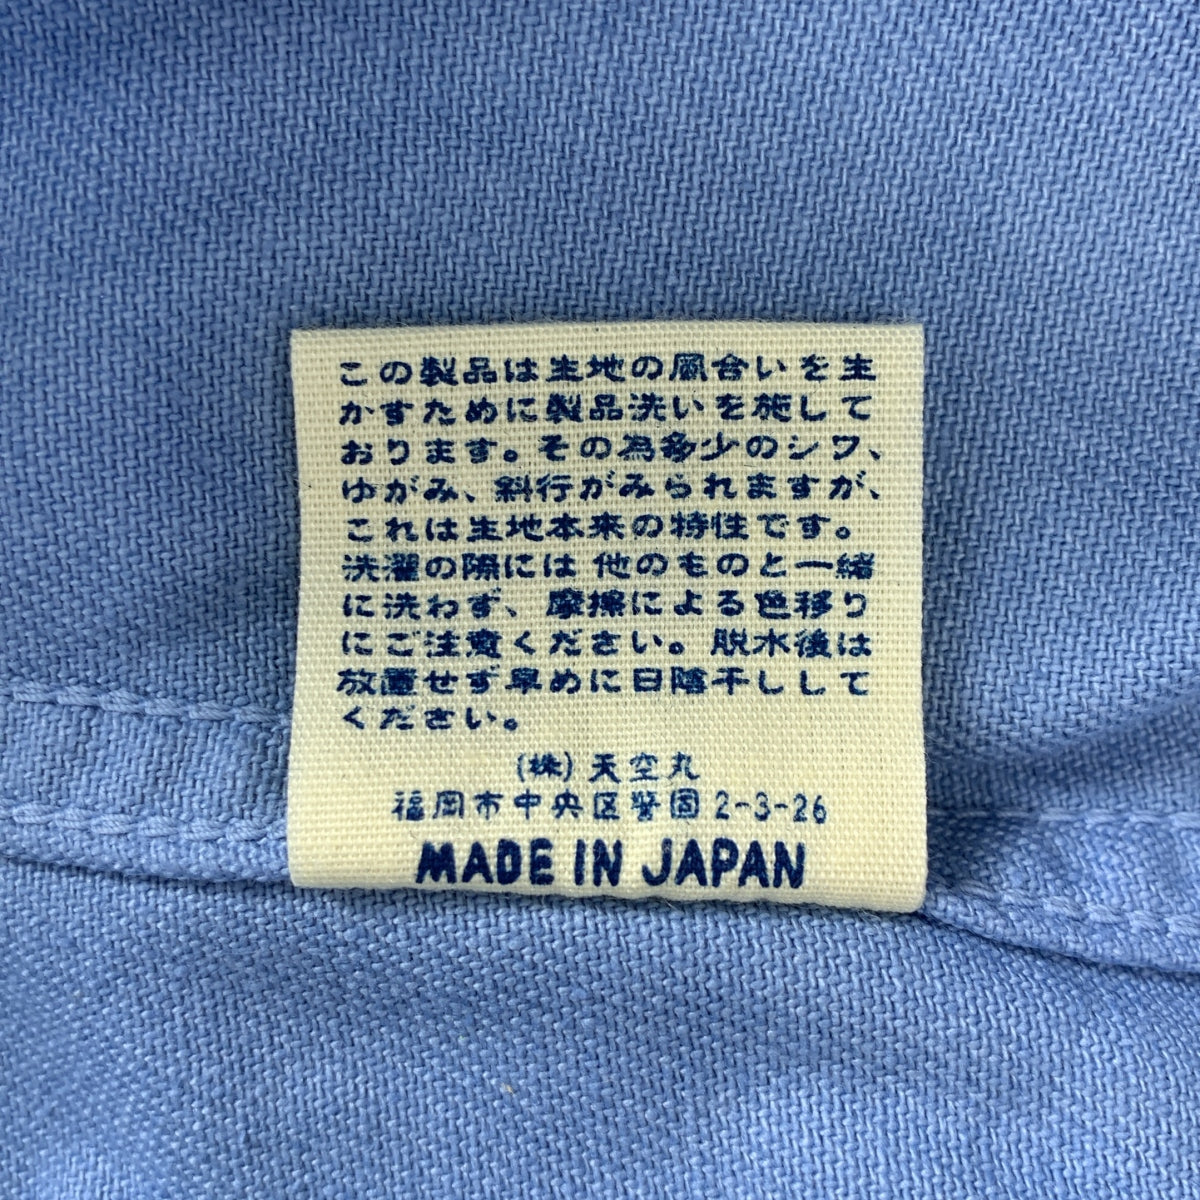 この製品は生地の風合いを生
かすために製品洗いを施して
おります。その為多少のシワ、
ゆがみ、斜行がみられますが、
これは生地本来の特性です。
洗濯の際には他のものと一緒
に洗わず、摩擦による色移り
にご注意ください。脱水後は
放置せず早めに日陰干しして
ください。
(株)天空丸
福岡市中央区警固2-3-26
MADE IN JAPAN